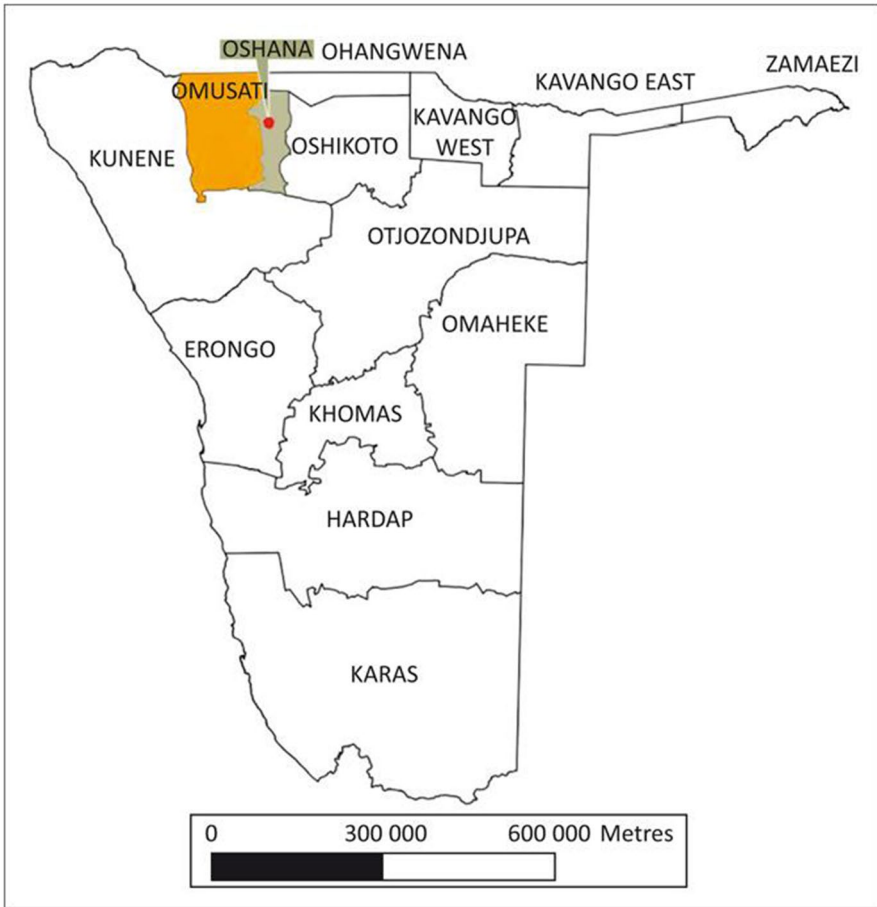 OSHANA OHANGWENA
ZAMAEZI
KAVANGO EAST
OMUSATI
KAVANGO
WEST
OSHIKOTO
KUNENE
OTJOZONDJUPA
OMAHEKE
ERONGO
KHOMAS
HARDAP
KARAS
0 300 000 600 000 Metres